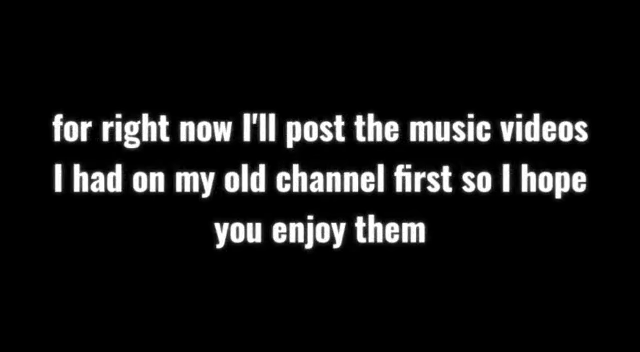 for right now I'll post the music videos
I had on my old channel first so I hope
you enjoy them